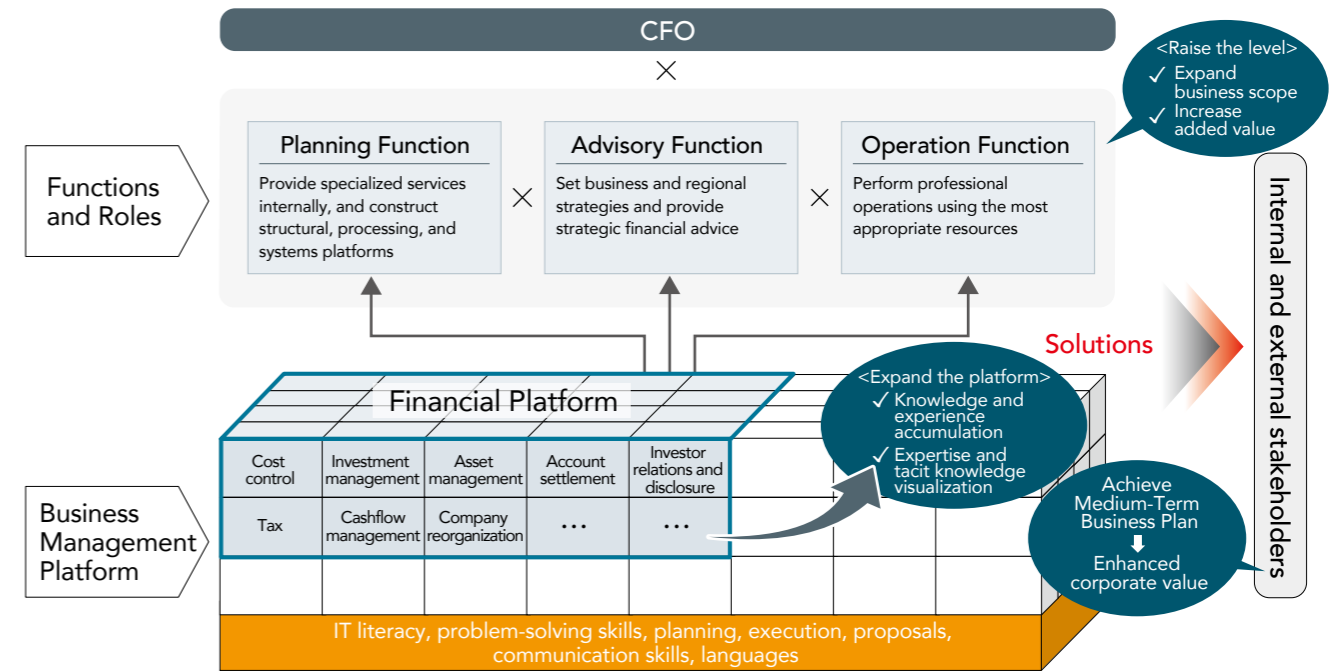 CFO
×
<Raise the level>
✓ Expand
business scope
✓ Increase
added value
Functions
and Roles
Planning Function
Provide specialized services
internally, and construct
structural, processing, and
systems platforms
×
Advisory Function
Set business and regional
strategies and provide
strategic financial advice
×
Operation Function
Perform professional
operations using the most
appropriate resources
Internal and external stakeholders
Solutions
Business
Management
Platform
Financial Platform
Cost
control
Investment
management
Asset
management
Account
settlement
Investor
relations and
disclosure
Tax
Cashflow
management
Company
reorganization
...
...
<Expand the platform>
✓ Knowledge and
experience
accumulation
✓ Expertise and
tacit knowledge
visualization
Achieve
Medium-Term
Business Plan
Enhanced
corporate value
IT literacy, problem-solving skills, planning, execution, proposals,
communication skills, languages